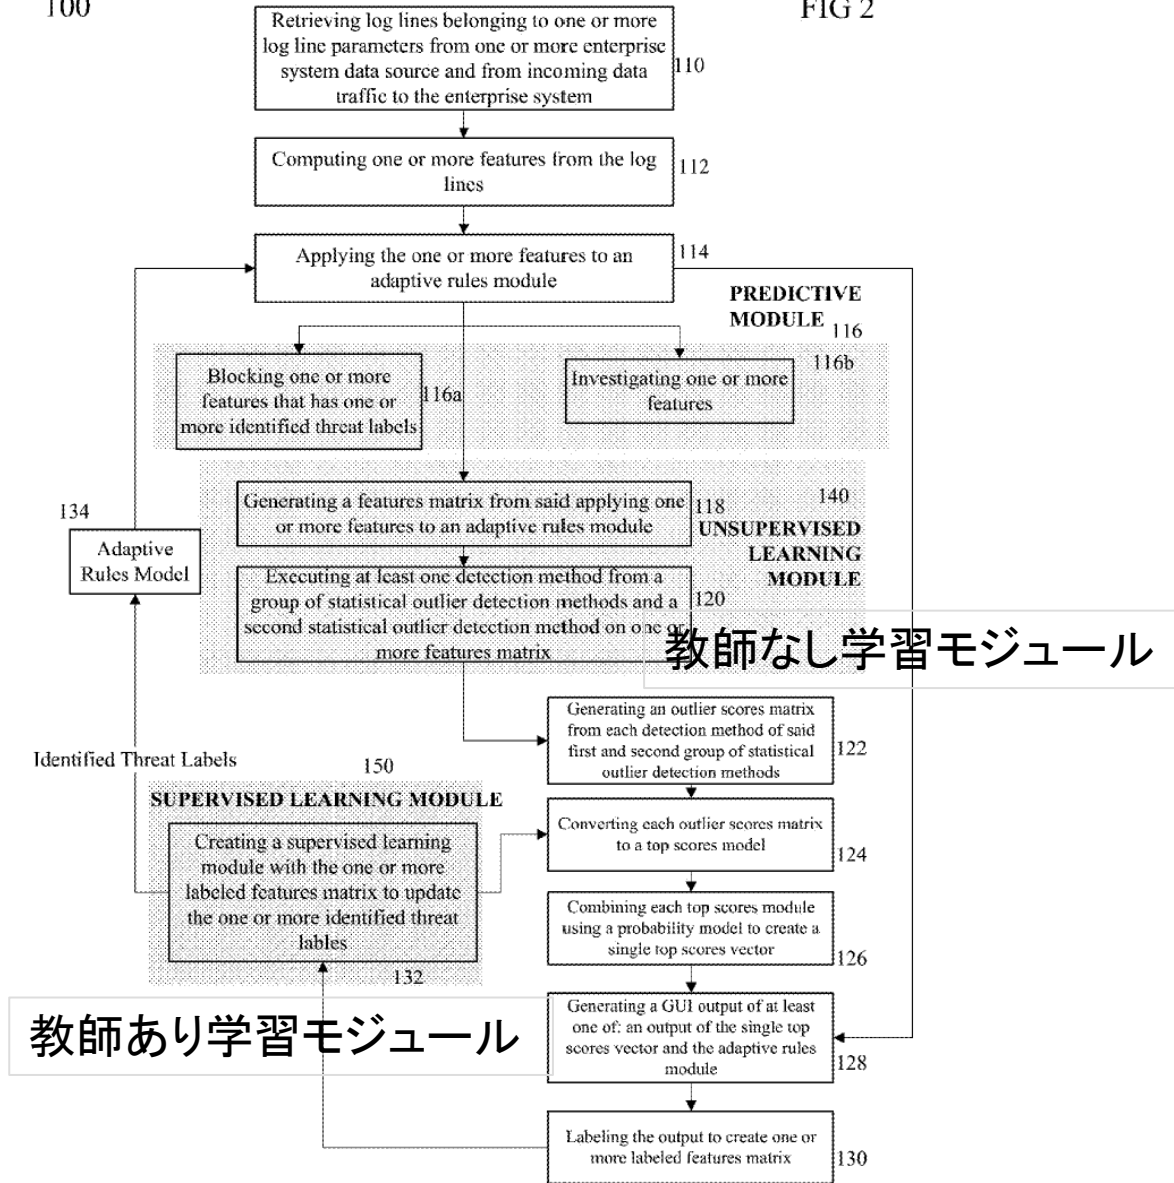 100
FIG 2
Retrieving log lines belonging to one or more
log line parameters from one or more enterprise
system data source and from incoming data
traffic to the enterprise system
110
Computing one or more features from the log
lines
112
Applying the one or more features to an
adaptive rules module
114
PREDICTIVE
MODULE
116
Blocking one or more
features that has one or
more identified threat labels
116a
Investigating one or more
features
116b
Generating a features matrix from said applying one
or more features to an adaptive rules module
118
140
UNSUPERVISED
LEARNING
MODULE
134
Adaptive
Rules Model
Executing at least one detection method from a
group of statistical outlier detection methods and a
second statistical outlier detection method on one or
more features matrix
120
教師なし学習モジュール
Generating an outlier scores matrix
from each detection method of said
first and second group of statistical
outlier detection methods
122
Identified Threat Labels
150
SUPERVISED LEARNING MODULE
Creating a supervised learning
module with the one or more
labeled features matrix to update
the one or more identified threat
lables
132
Converting each outlier scores matrix
to a top scores model
124
Combining each top scores module
using a probability model to create a
single top scores vector
126
教師あり学習モジュール
Generating a GUI output of at least
one of: an output of the single top
scores vector and the adaptive rules
module
128
Labeling the output to create one or
more labeled features matrix
130